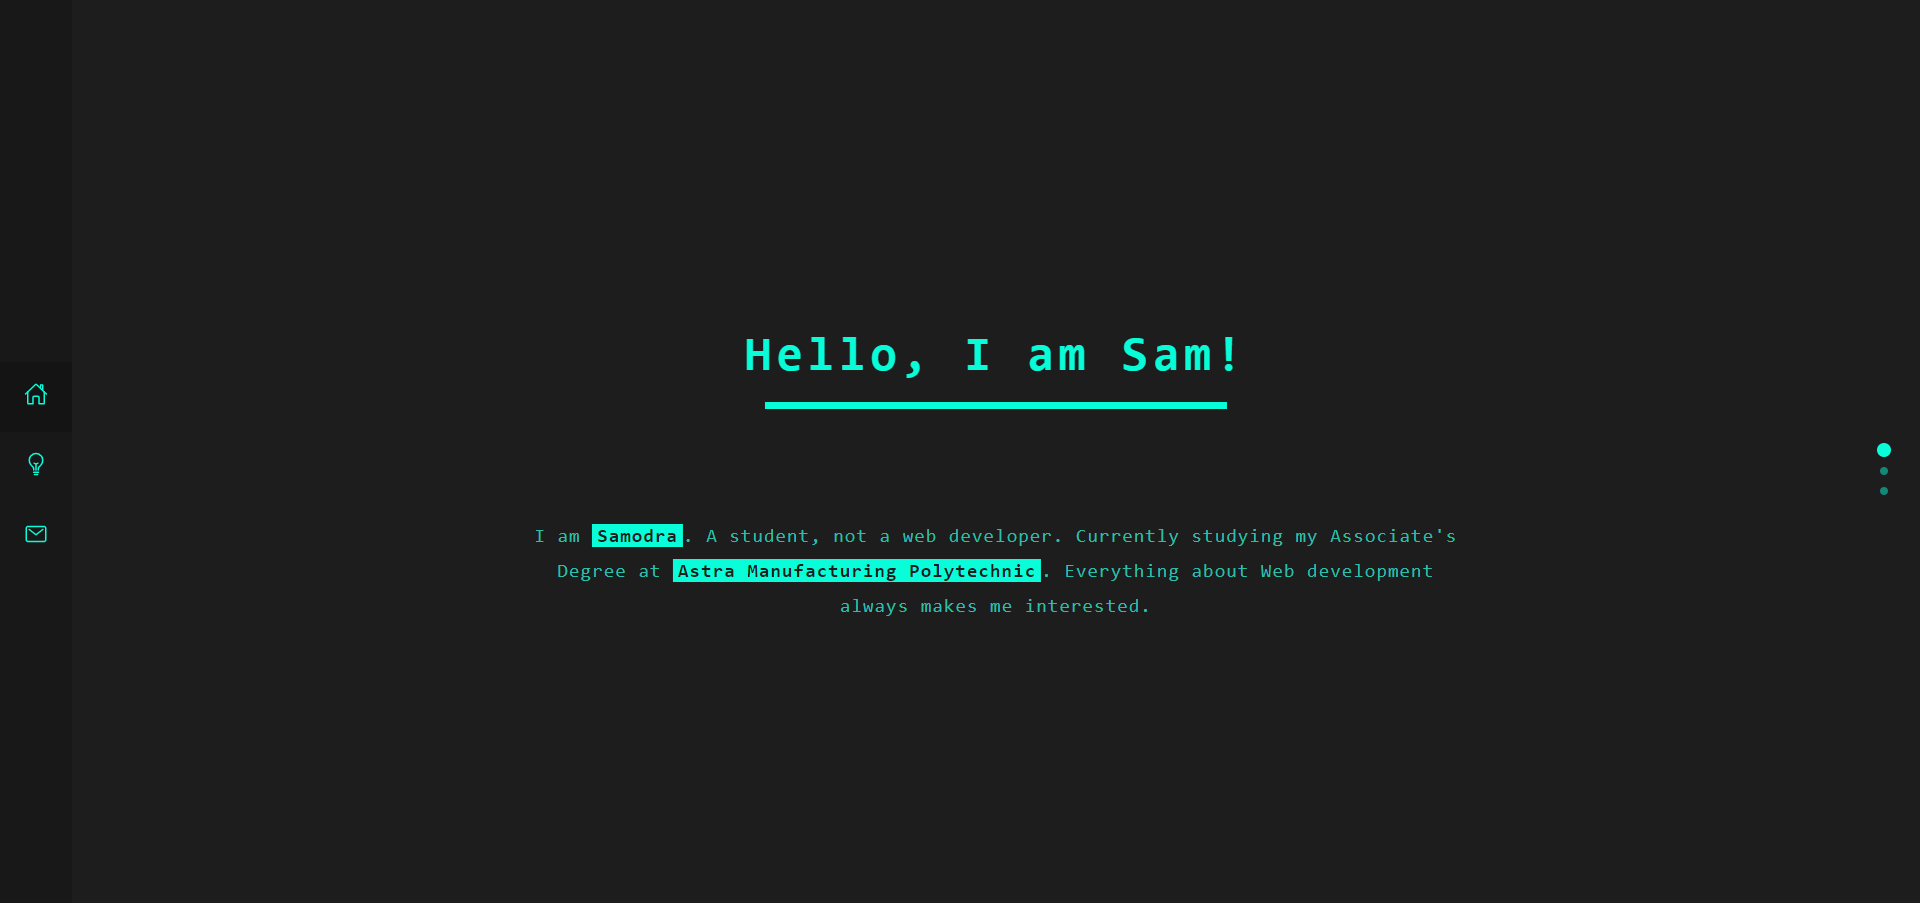 Hello, I am Sam!
I am Samodra. A student, not a web developer. Currently studying my Associate's
Degree at Astra Manufacturing Polytechnic. Everything about Web development
always makes me interested.